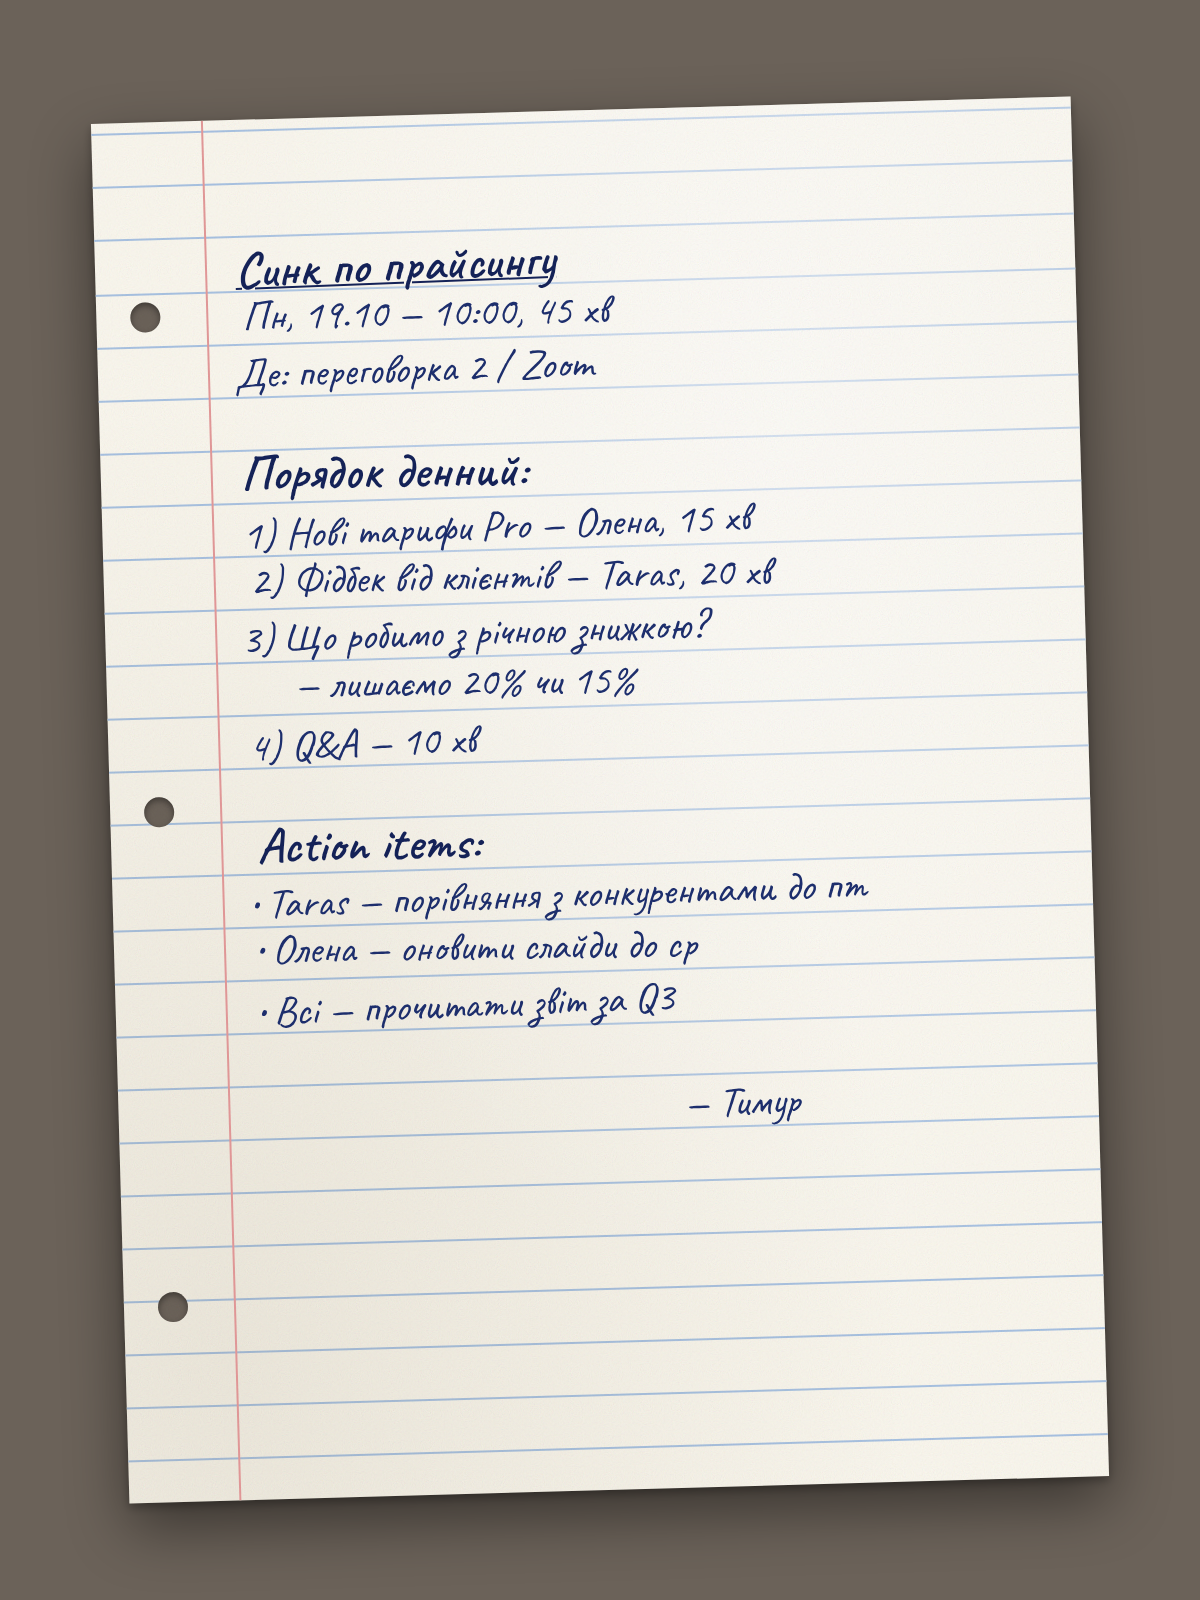 Синк по прайсингу
Пн, 19.10 — 10:00, 45 хв
Де: переговорка 2 / Zoom
Порядок денний:
1) Нові тарифи Pro — Олена, 15 хв
2) Фідбек від клієнтів — Taras, 20 хв
3) Що робимо з річною знижкою?
— лишаємо 20% чи 15%
4) Q&A — 10 хв
Action items:
· Taras — порівняння з конкурентами до пт
· Олена — оновити слайди до ср
· Всі — прочитати звіт за Q3
— Тимур